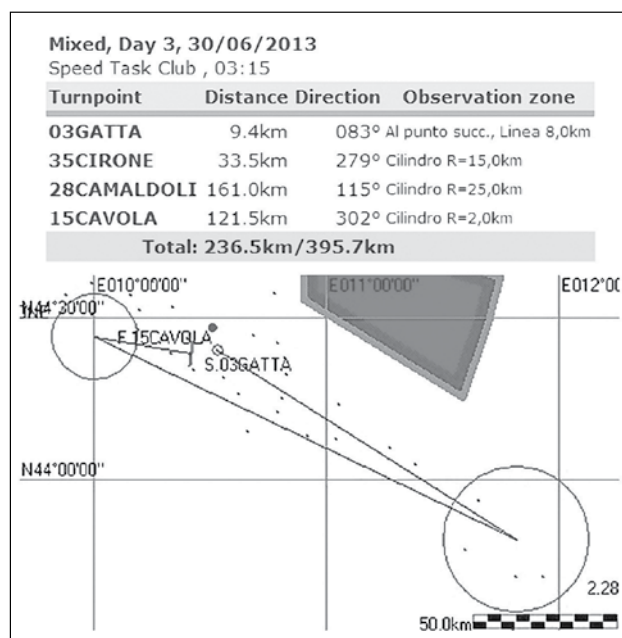 Mixed, Day 3, 30/06/2013
Speed Task Club , 03:15
Turnpoint Distance Direction Observation zone
03GATTA 9.4km 083° Al punto succ., Linea 8,0km
35CIRONE 33.5km 279° Cilindro R=15,0km
28CAMALDOLI 161.0km 115° Cilindro R=25,0km
15CAVOLA 121.5km 302° Cilindro R=2,0km
Total: 236.5km/395.7km
E010°00'00" E011°00'00" E012°00
N44°30'00"
F.15CAVOLA
S.03GATTA
N44°00'00"
2.28
50.0km